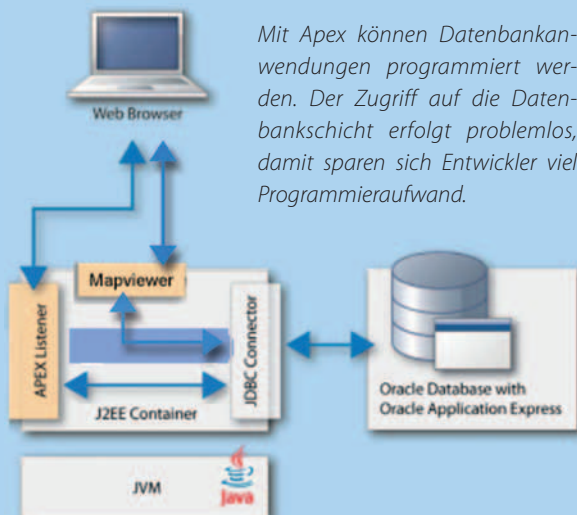 Mit Apex können Datenbankan-
wendungen programmiert wer-
den. Der Zugriff auf die Daten-
bankschicht erfolgt problemlos,
damit sparen sich Entwickler viel
Programmieraufwand.
Web Browser
Mapviewer
APEX Listener
JDBC Connector
J2EE Container
Oracle Database with
Oracle Application Express
JVM
Java